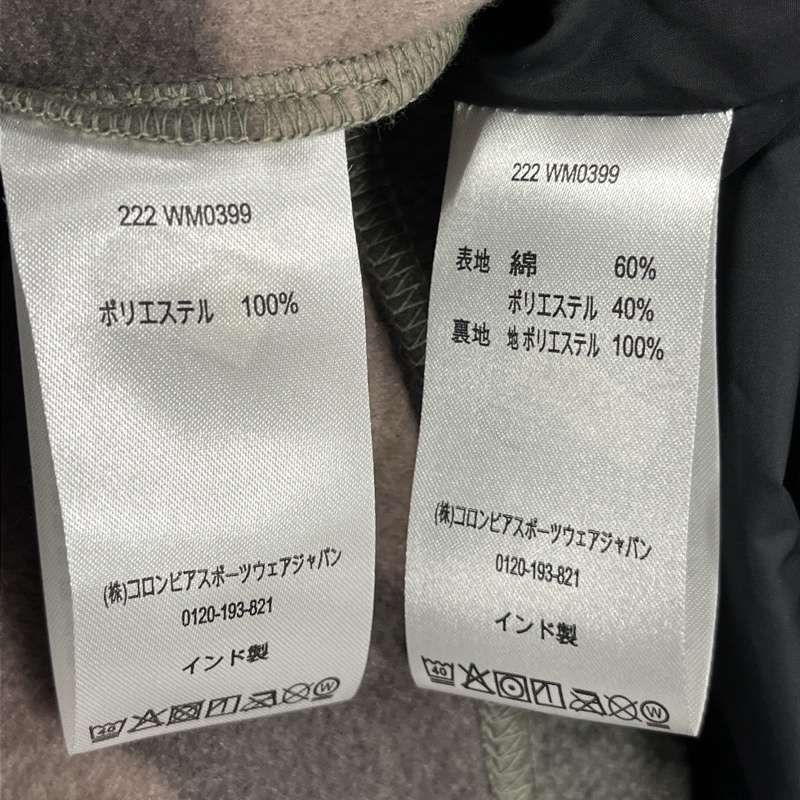 222 WM0399
ポリエステル 100%
(株)コロンビアスポーツウェアジャパン
0120-193-821
インド製
40
W
222 WM0399
表地 綿 60%
ポリエステル 40%
裏地 地 ポリエステル 100%
(株)コロンビアスポーツウェアジャパン
0120-193-821
インド製
40
W